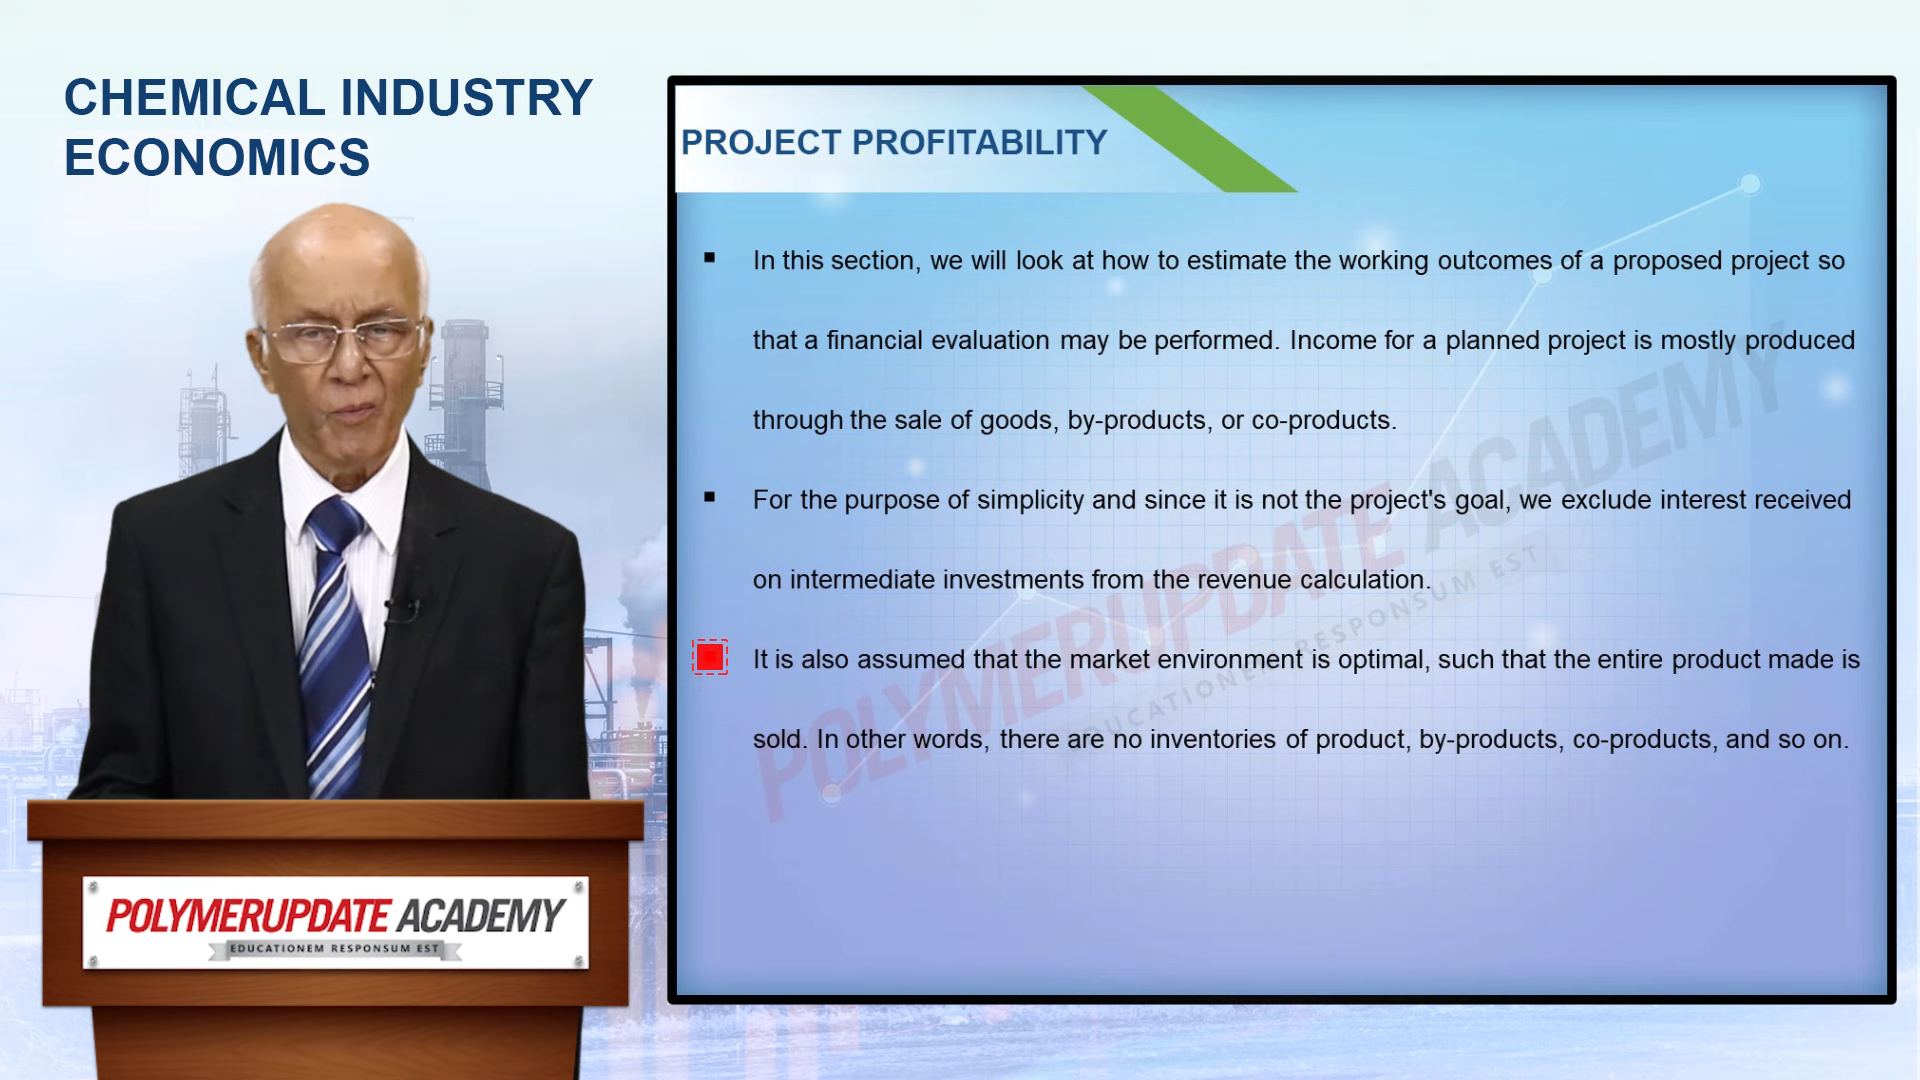 CHEMICAL INDUSTRY
ECONOMICS
PROJECT PROFITABILITY
▪ In this section, we will look at how to estimate the working outcomes of a proposed project so
that a financial evaluation may be performed. Income for a planned project is mostly produced
through the sale of goods, by-products, or co-products.
▪ For the purpose of simplicity and since it is not the project's goal, we exclude interest received
on intermediate investments from the revenue calculation.
▪ It is also assumed that the market environment is optimal, such that the entire product made is
sold. In other words, there are no inventories of product, by-products, co-products, and so on.
POLYMERUPDATE ACADEMY
EDUCATIONEM RESPONSUM EST
POLYMERUPDATE ACADEMY
EDUCATIONEM RESPONSUM EST